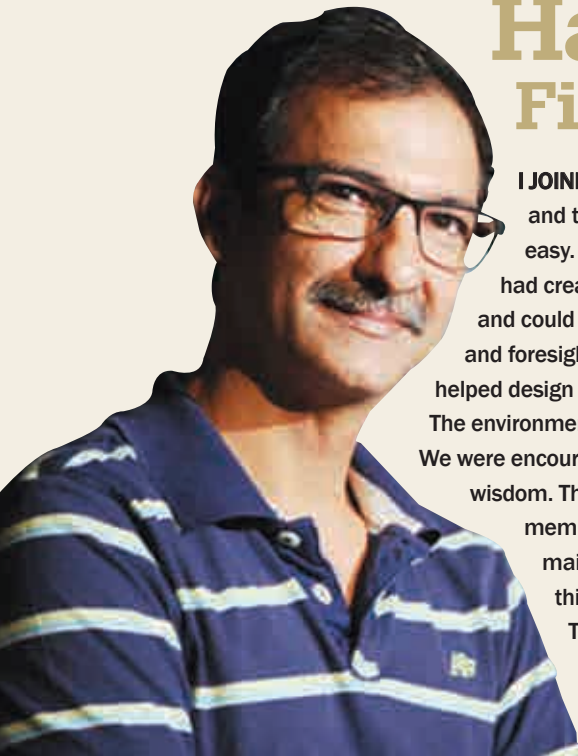 Ha
Fi
I JOIN
and t
easy.
had crea
and could
and foresigh
helped design
The environme
We were encour
wisdom. Th
mem
mai
thi
T